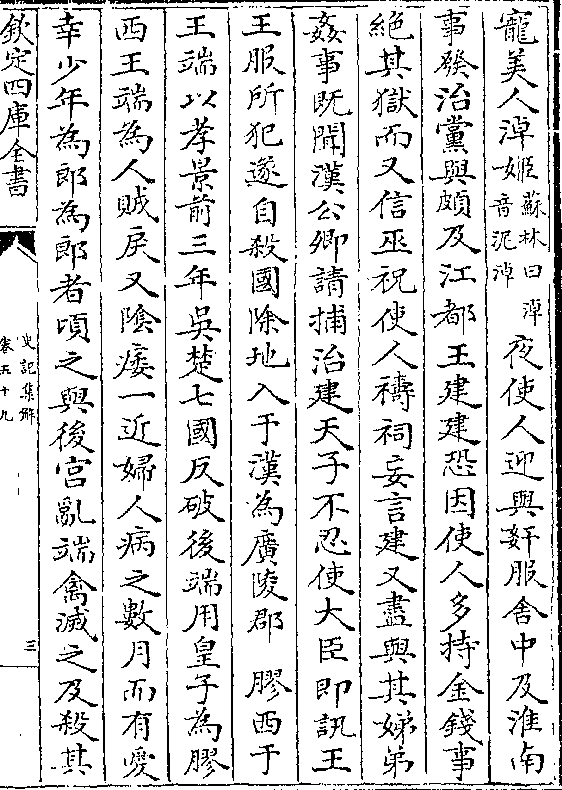 寵美人淖姬蘇林曰淖音泥淖夜使人迎與姧服舍中及淮南
事發治黨與頗及江都王建建恐因使人多持金錢事
絶其獄而又信巫祝使人禱祠妄言建又盡與其娣弟
姦事既聞漢公卿請捕治建天子不忍使大臣即訊王
王服所犯遂自殺國除地入于漢為廣陵郡　膠西于
王端以孝景前三年吳楚七國反破後端用皇子為膠
西王端為人賊戾又陰痿一近婦人病之數月而有愛
幸少年為郎為郎者頃之與後宫亂端禽滅之及殺其
欽定四庫全書
史記集解
卷五十九
三